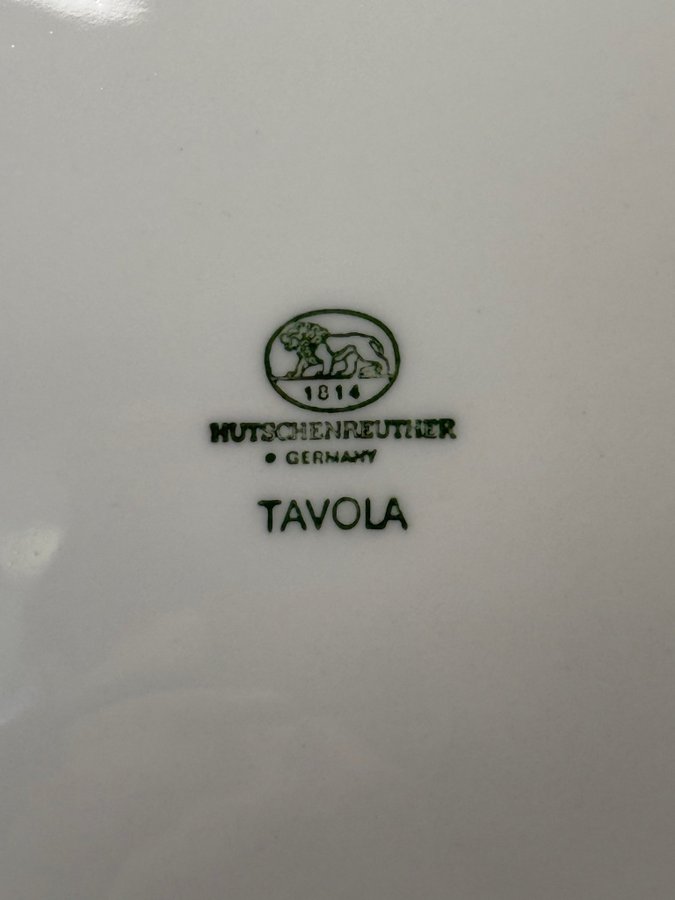 1814
HUTSCHENREUTHER
• GERMANY
TAVOLA